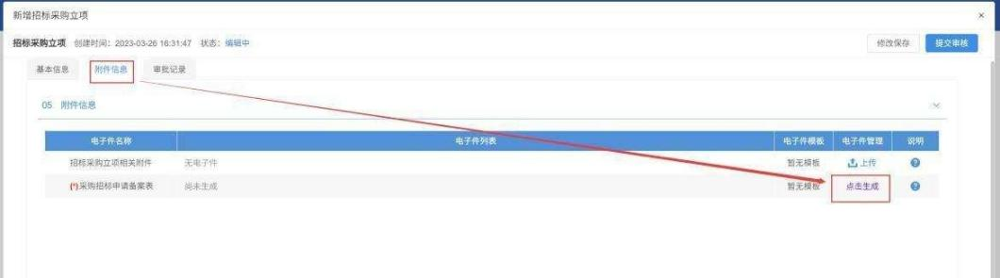 新增招标采购立项 ×
招标采购立项 创建时间：2023-03-26 16:31:47 状态：编辑中 修改保存 提交审核
基本信息 附件信息 审批记录
05 附件信息
电子件名称 电子件列表 电子件模板 电子件管理 说明
招标采购立项相关附件 无电子件 暂无模板 上传 ?
(*)采购招标申请备案表 尚未生成 暂无模板 点击生成 ?